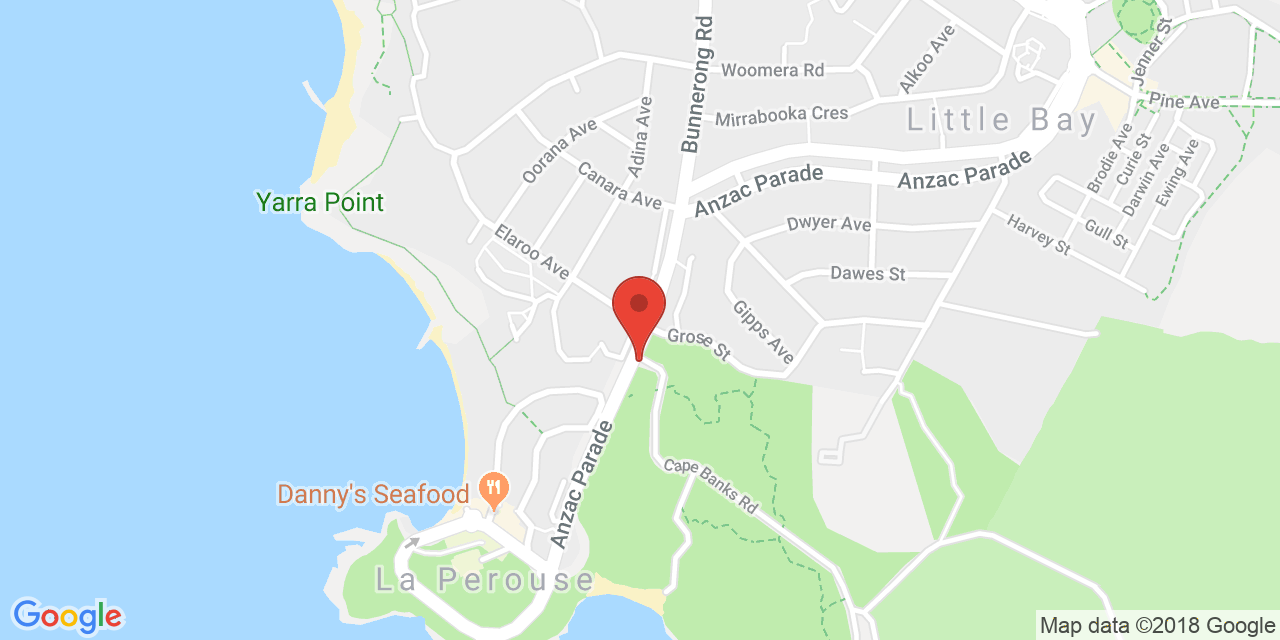 Bunnerong Rd
Woomera Rd
Alkoo Ave
Jenner St
Pine Ave
Mirrabooka Cres
Little Bay
Oorana Ave
Adina Ave
Canara Ave
Anzac Parade
Anzac Parade
Brodie Ave
Curie St
Darwin Ave
Ewing Ave
Yarra Point
Elaroo Ave
Dwyer Ave
Harvey St
Gull St
Dawes St
Gipps Ave
Grose St
Anzac Parade
Cape Banks Rd
Danny's Seafood
La Perouse
Google
Map data ©2018 Google